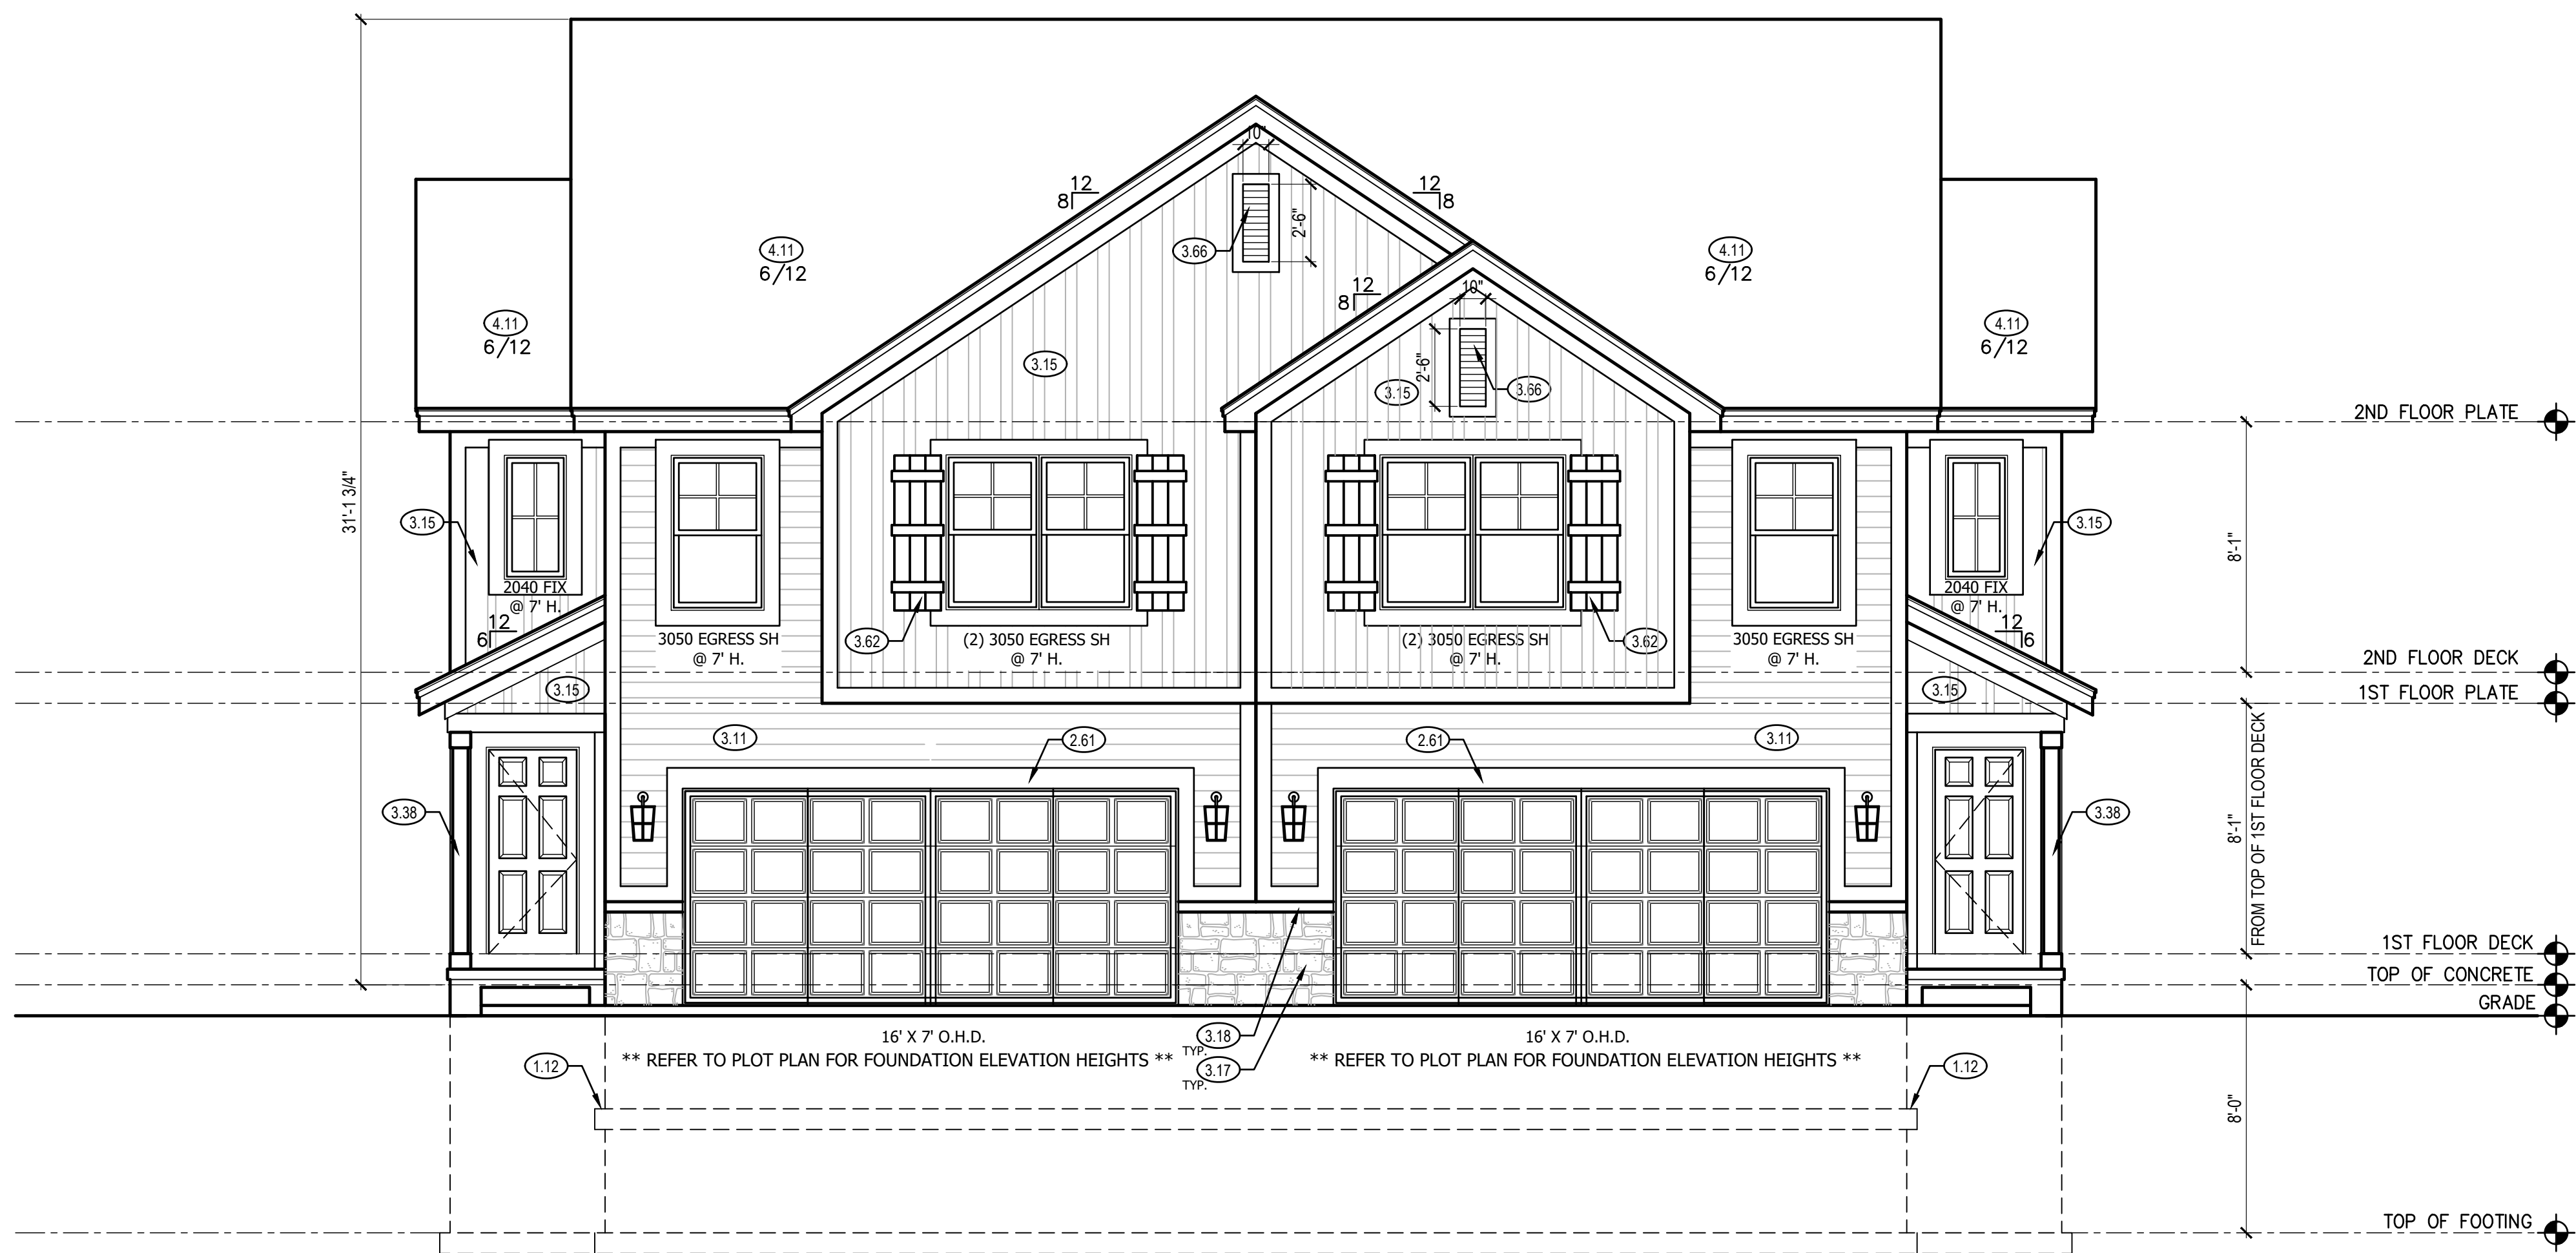 10"
12
8
12
8
2'-6"
3.66
4.11
6/12
4.11
6/12
4.11
6/12
4.11
6/12
12
8
10"
2'-6"
3.66
3.15
3.15
2ND FLOOR PLATE
31'-1 3/4"
3.15
3.15
8'-1"
2040 FIX
@ 7' H.
2040 FIX
@ 7' H.
12
6
12
6
3050 EGRESS SH
@ 7' H.
3.62
(2) 3050 EGRESS SH
@ 7' H.
(2) 3050 EGRESS SH
@ 7' H.
3.62
3050 EGRESS SH
@ 7' H.
2ND FLOOR DECK
3.15
3.15
1ST FLOOR PLATE
3.11
2.61
2.61
3.11
3.38
3.38
8'-1"
FROM TOP OF 1ST FLOOR DECK
1ST FLOOR DECK
TOP OF CONCRETE
GRADE
16' X 7' O.H.D.
** REFER TO PLOT PLAN FOR FOUNDATION ELEVATION HEIGHTS **
3.18
TYP.
3.17
TYP.
16' X 7' O.H.D.
** REFER TO PLOT PLAN FOR FOUNDATION ELEVATION HEIGHTS **
1.12
1.12
8'-0"
TOP OF FOOTING